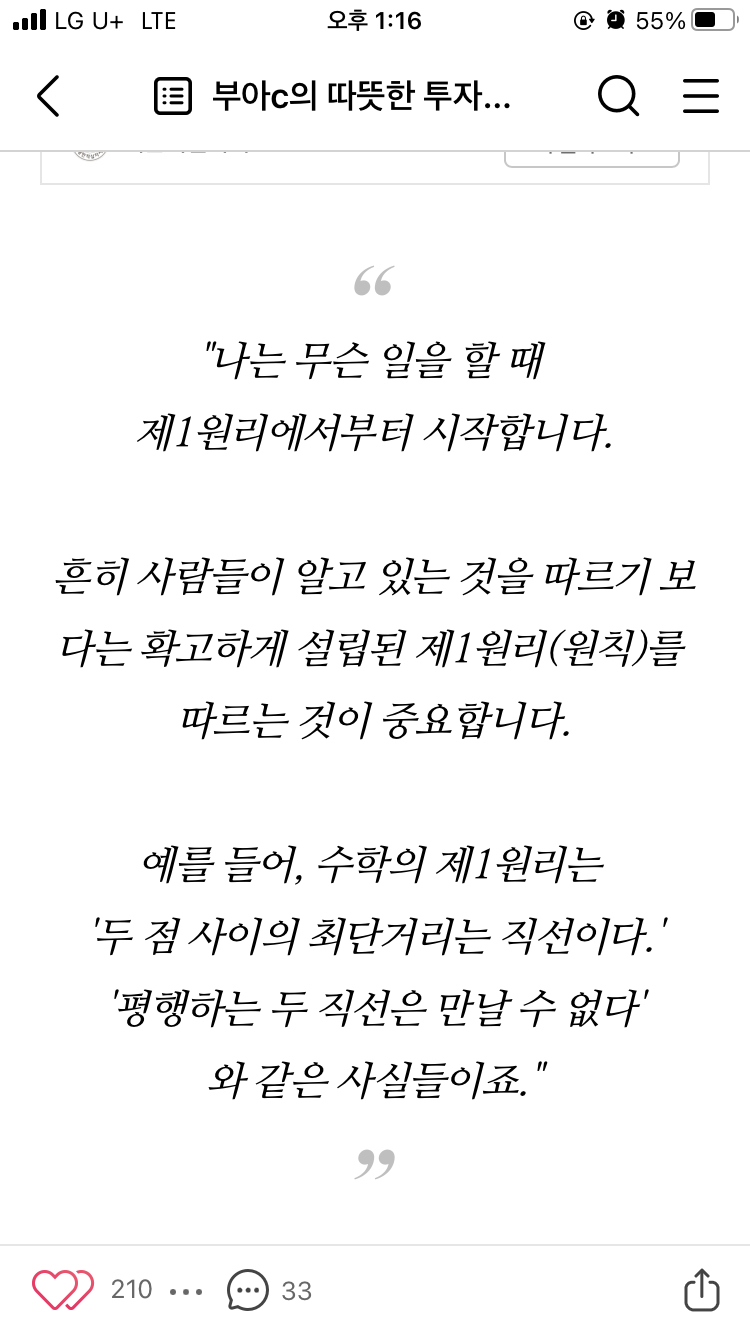 LG U+ LTE 오후 1:16 55%
부아c의 따뜻한 투자...
“
"나는 무슨 일을 할 때
제1원리에서부터 시작합니다.
흔히 사람들이 알고 있는 것을 따르기 보
다는 확고하게 설립된 제1원리(원칙)를
따르는 것이 중요합니다.
예를 들어, 수학의 제1원리는
'두 점 사이의 최단거리는 직선이다.'
'평행하는 두 직선은 만날 수 없다'
와 같은 사실들이죠."
”
210 ... 33